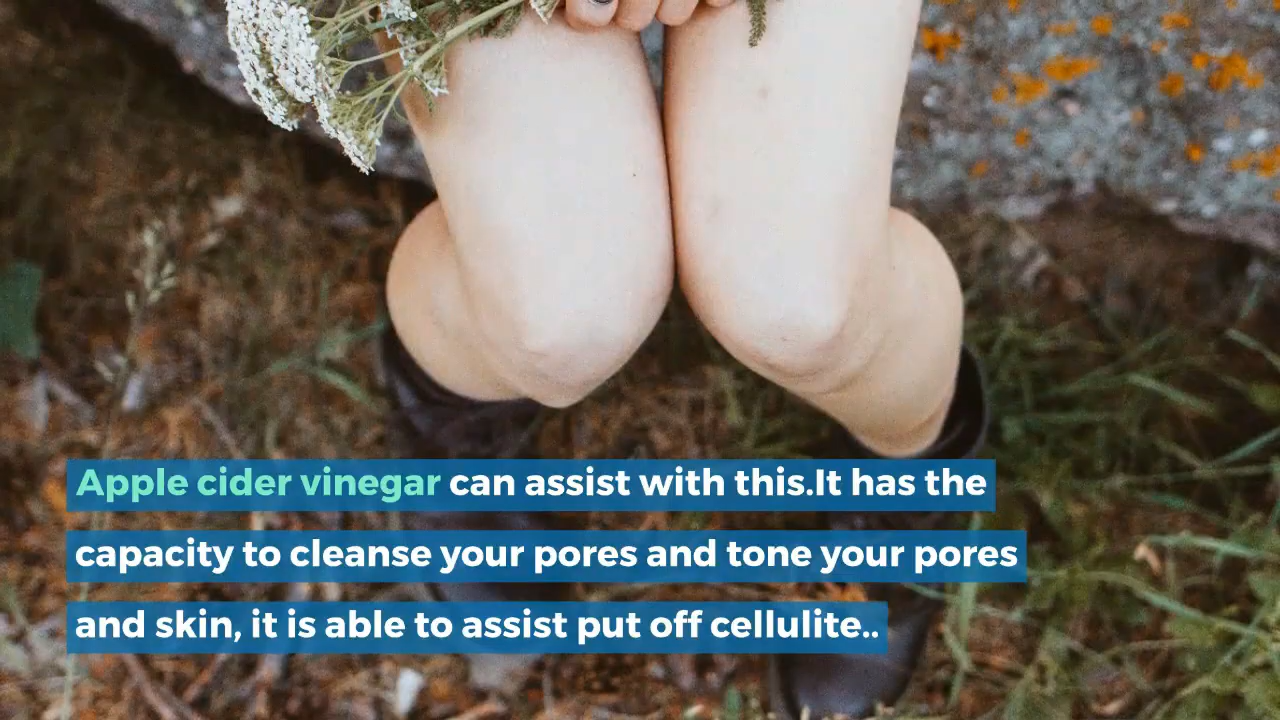 Apple cider vinegar can assist with this.It has the
capacity to cleanse your pores and tone your pores
and skin, it is able to assist put off cellulite..